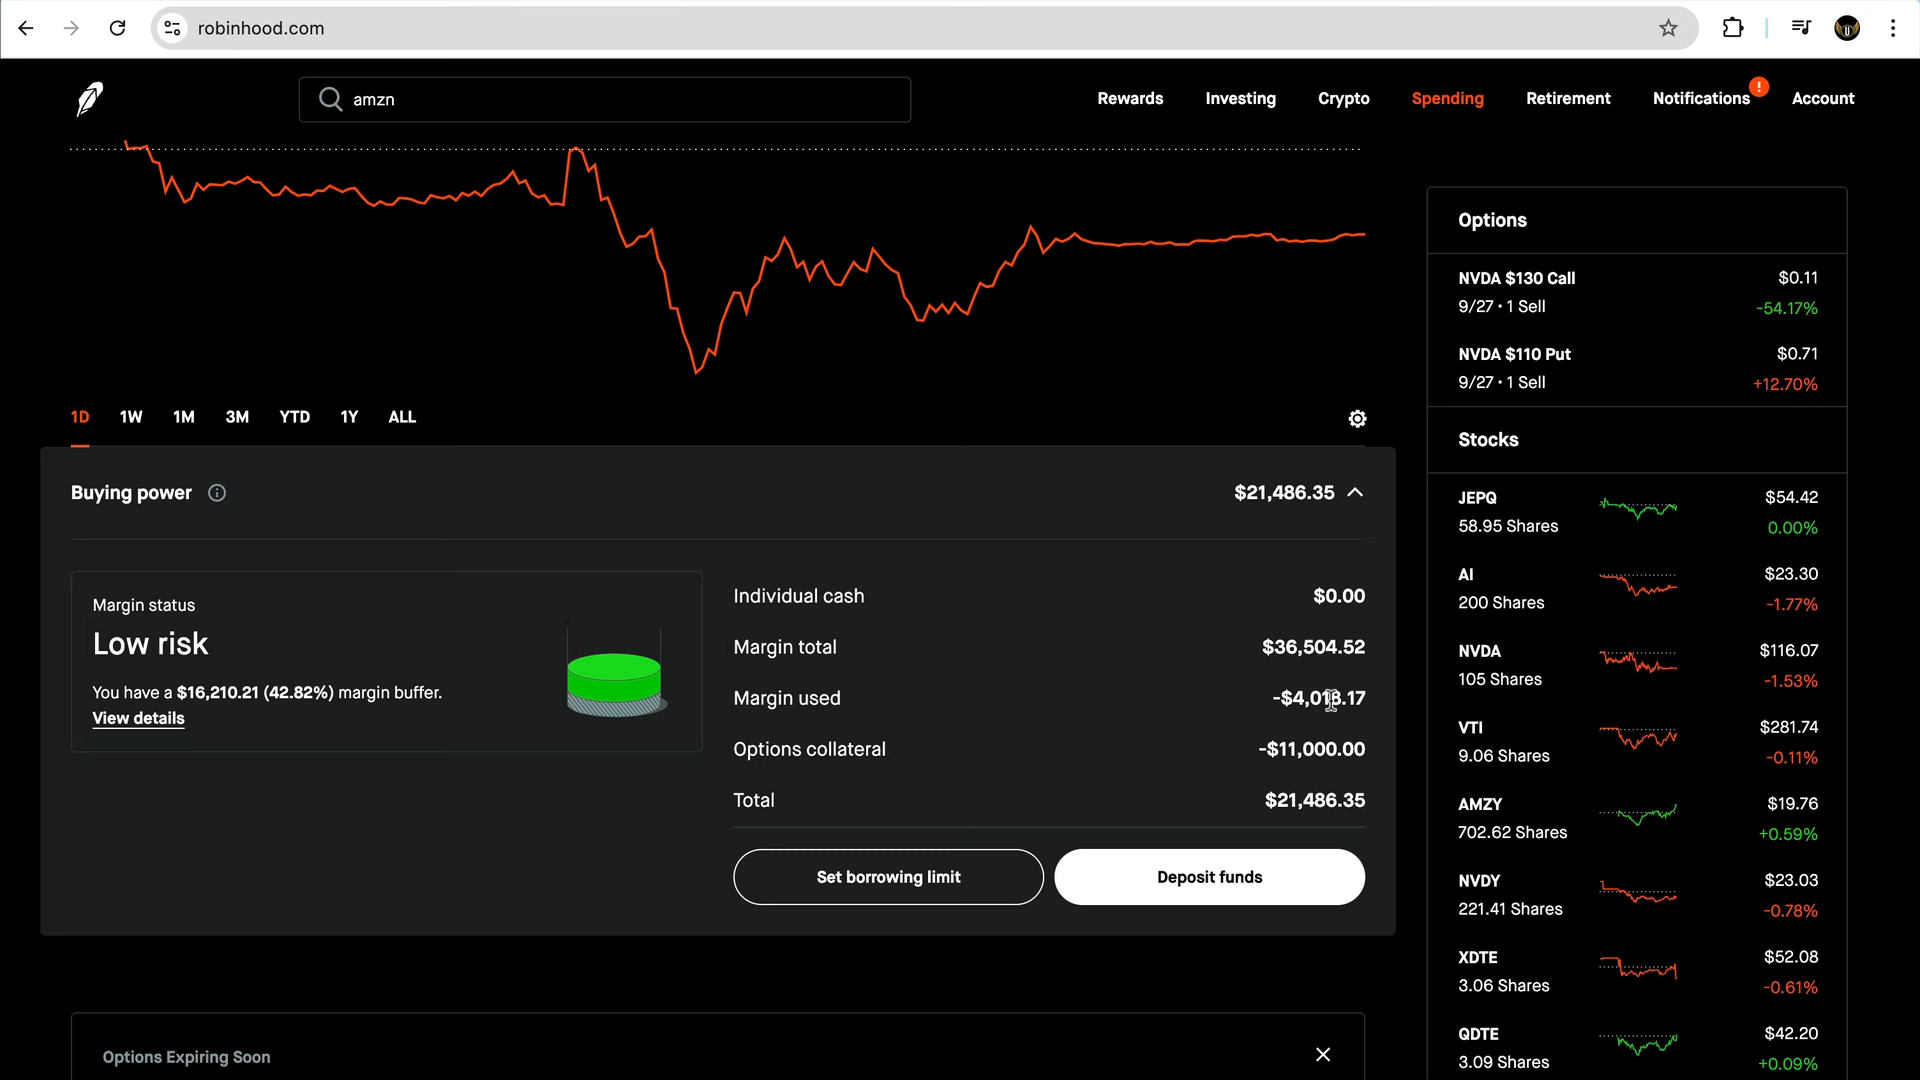 robinhood.com
amzn
Rewards
Investing
Crypto
Spending
Retirement
Notifications
!
Account
1D
1W
1M
3M
YTD
1Y
ALL
Buying power
$21,486.35
Margin status
Low risk
You have a $16,210.21 (42.82%) margin buffer.
View details
Individual cash
$0.00
Margin total
$36,504.52
Margin used
-$4,018.17
Options collateral
-$11,000.00
Total
$21,486.35
Set borrowing limit
Deposit funds
Options Expiring Soon
Options
NVDA $130 Call
$0.11
9/27 • 1 Sell
-54.17%
NVDA $110 Put
$0.71
9/27 • 1 Sell
+12.70%
Stocks
JEPQ
$54.42
58.95 Shares
0.00%
AI
$23.30
200 Shares
-1.77%
NVDA
$116.07
105 Shares
-1.53%
VTI
$281.74
9.06 Shares
-0.11%
AMZY
$19.76
702.62 Shares
+0.59%
NVDY
$23.03
221.41 Shares
-0.78%
XDTE
$52.08
3.06 Shares
-0.61%
QDTE
$42.20
3.09 Shares
+0.09%